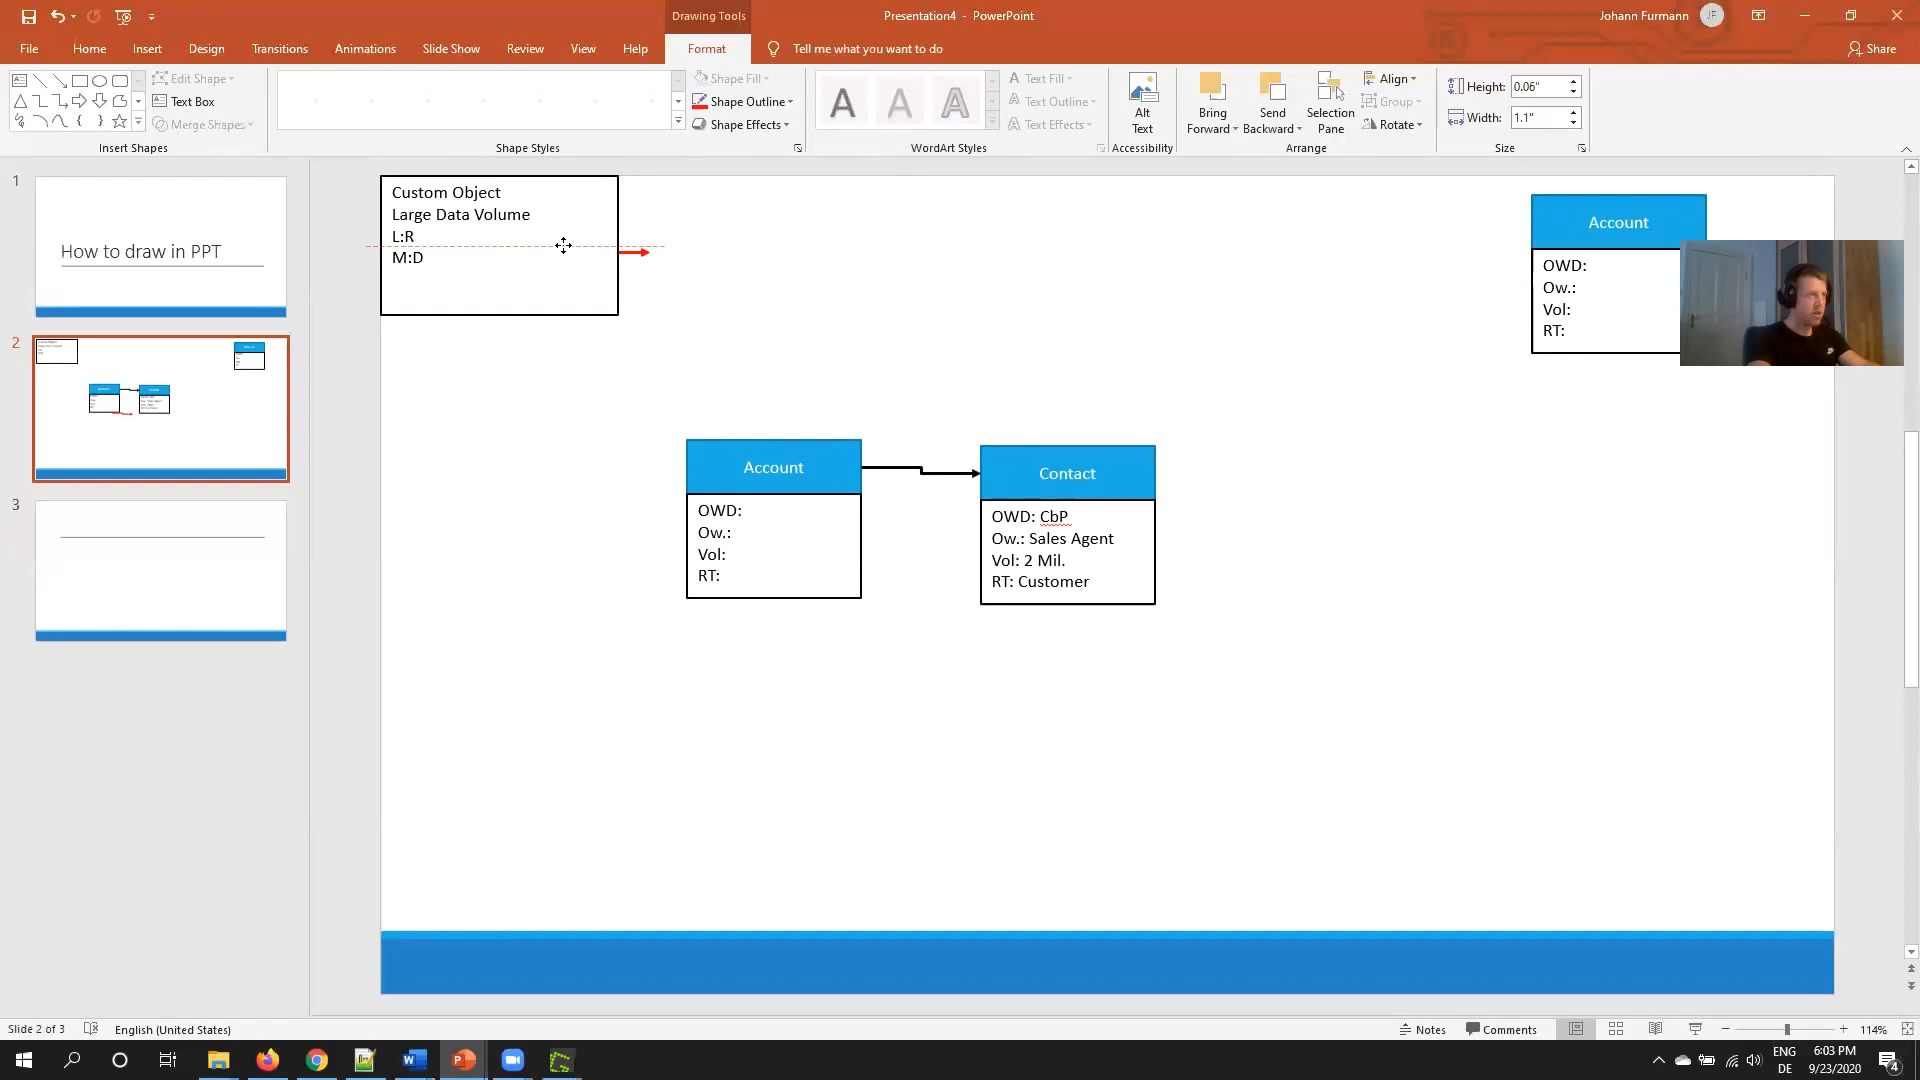 Drawing Tools
Presentation4 - PowerPoint
Johann Furmann
JF
File
Home
Insert
Design
Transitions
Animations
Slide Show
Review
View
Help
Format
Tell me what you want to do
Share
Edit Shape
Text Box
Merge Shapes
Insert Shapes
Shape Fill
Shape Outline
Shape Effects
Shape Styles
A A A
Text Fill
Text Outline
Text Effects
WordArt Styles
Alt
Text
Accessibility
Bring
Forward
Send
Backward
Selection
Pane
Align
Group
Rotate
Arrange
Height:
0.06"
Width:
1.1"
Size
1
How to draw in PPT
2
3
Custom Object
Large Data Volume
L:R
M:D
Account
OWD:
Ow.:
Vol:
RT:
Account
OWD:
Ow.:
Vol:
RT:
Contact
OWD: CbP
Ow.: Sales Agent
Vol: 2 Mil.
RT: Customer
Slide 2 of 3
English (United States)
Notes
Comments
114%
ENG
DE
6:03 PM
9/23/2020
4